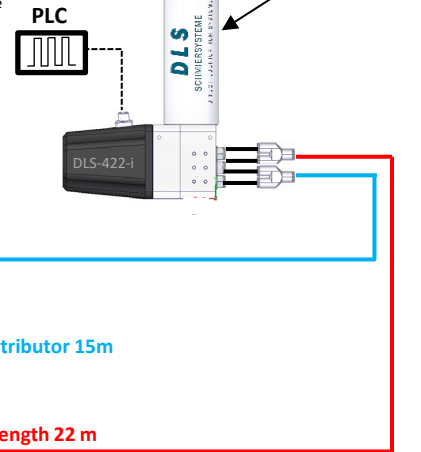 e
PLC
DLS
SCHMIERSYSTEME
DLS-422-i
tributor 15m
ength 22 m